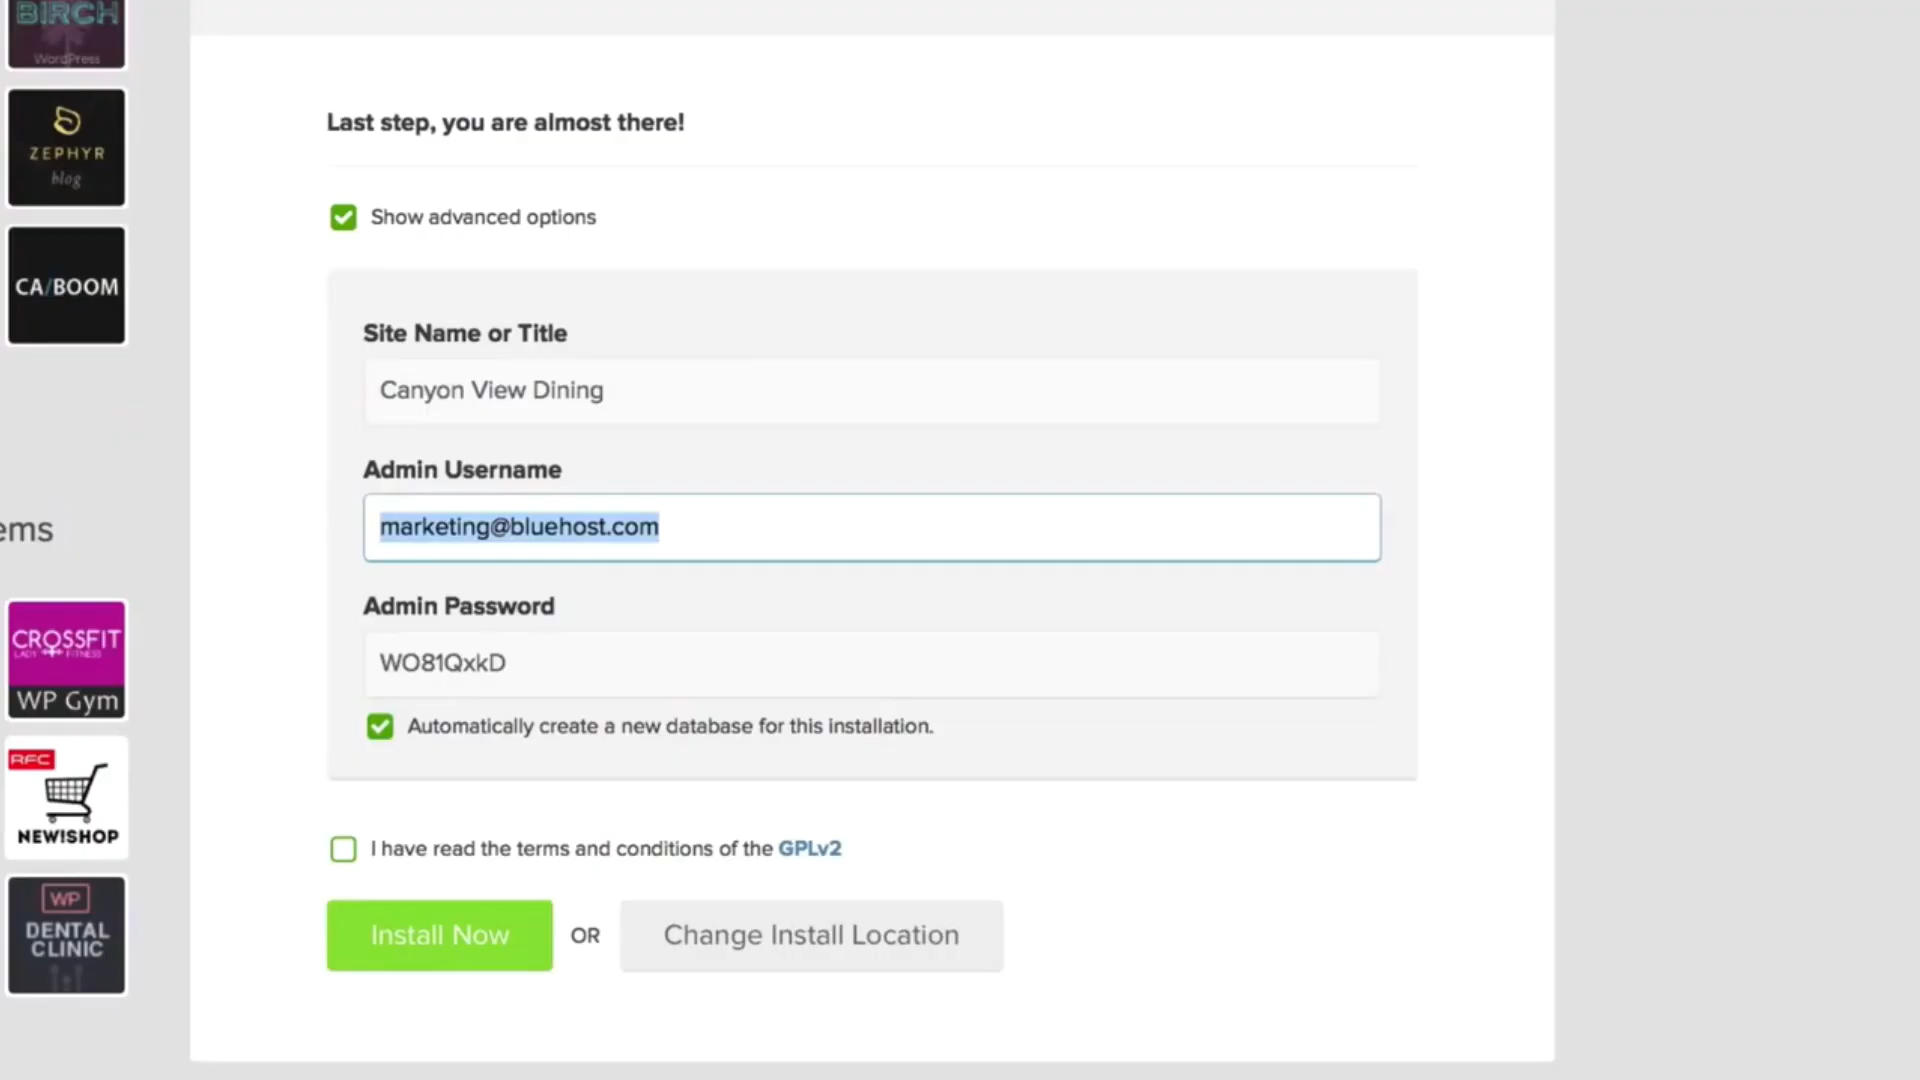 BIRCH
WordPress
ZEPHYR
blog
CA/BOOM
ems
CROSSFIT
LADY FITNESS
WP Gym
RFC
NEWISHOP
WP
DENTAL
CLINIC
Last step, you are almost there!
Show advanced options
Site Name or Title
Canyon View Dining
Admin Username
marketing@bluehost.com
Admin Password
WO81QxkD
Automatically create a new database for this installation.
I have read the terms and conditions of the GPLv2
Install Now OR Change Install Location